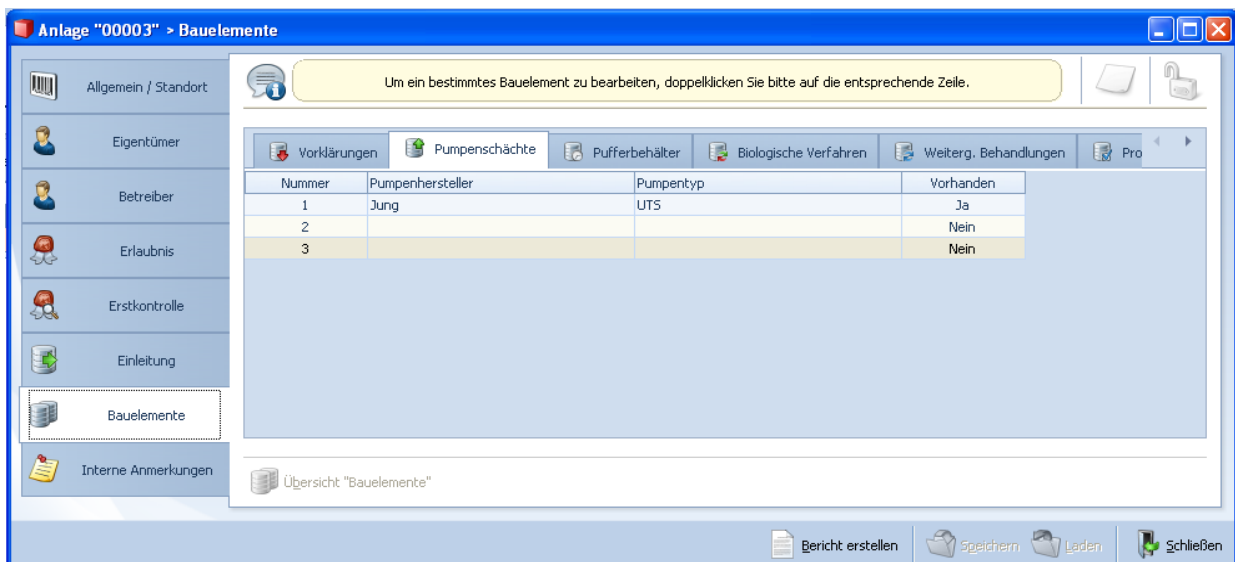 Anlage "00003" > Bauelemente
Allgemein / Standort
Eigentümer
Betreiber
Erlaubnis
Erstkontrolle
Einleitung
Bauelemente
Interne Anmerkungen
Um ein bestimmtes Bauelement zu bearbeiten, doppelklicken Sie bitte auf die entsprechende Zeile.
Vorklärungen Pumpenschächte Pufferbehälter Biologische Verfahren Weiterg. Behandlungen Pro
Nummer Pumpenhersteller Pumpentyp Vorhanden
1 Jung UTS Ja
2 Nein
3 Nein
Übersicht "Bauelemente"
Bericht erstellen Speichern Laden Schließen